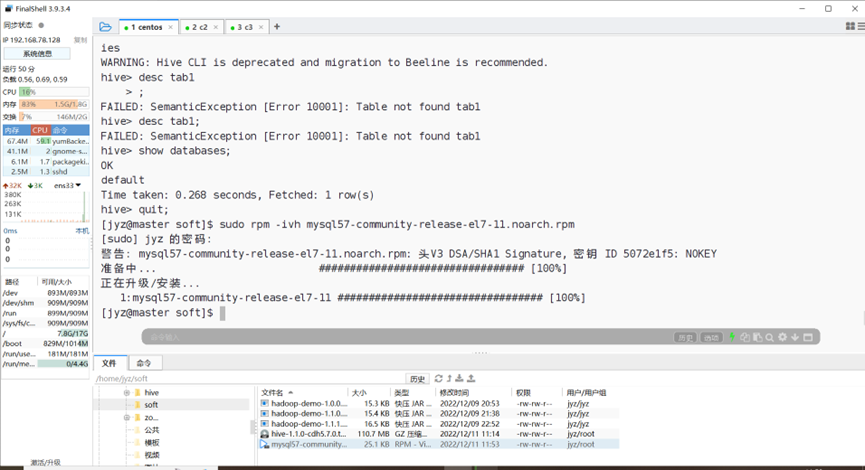 FinalShell 3.9.3.4
同步状态
1 centos × 2 c2 × 3 c3 × +
IP 192.168.78.128 复制
系统信息
运行 50 分
负载 0.56, 0.69, 0.59
CPU 16%
内存 83% 1.5G/1.8G
交换 7% 146M/2G
内存 CPU 命令
67.4M 59.1 yumBacke...
41.1M 2 gnome-s...
6.1M 1.7 packageki...
2.5M 1.3 sshd
32K 3K ens33
380K
263K
131K
0ms 本机
0
0
0
路径 可用/大小
/dev 893M/893M
/dev/shm 909M/909M
/run 899M/909M
/sys/fs/c... 909M/909M
/ 7.8G/17G
/boot 829M/1014M
/run/use... 181M/181M
/run/me... 0/4.4G
激活/升级
ies
WARNING: Hive CLI is deprecated and migration to Beeline is recommended.
hive> desc tab1
> ;
FAILED: SemanticException [Error 10001]: Table not found tab1
hive> desc tab1;
FAILED: SemanticException [Error 10001]: Table not found tab1
hive> show databases;
OK
default
Time taken: 0.268 seconds, Fetched: 1 row(s)
hive> quit;
[jyz@master soft]$ sudo rpm -ivh mysql57-community-release-el7-11.noarch.rpm
[sudo] jyz 的密码:
警告: mysql57-community-release-el7-11.noarch.rpm: 头V3 DSA/SHA1 Signature, 密钥 ID 5072e1f5: NOKEY
准备中... ################################# [100%]
正在升级/安装...
1:mysql57-community-release-el7-11 ################################# [100%]
[jyz@master soft]$
命令输入 历史 选项
文件 命令
/home/jyz/soft 历史
hive
soft
zo...
公共
模板
视频
文件名 大小 类型 修改时间 权限 用户/用户组
hadoop-demo-1.0.0.... 15.3 KB 快压 JAR ... 2022/12/09 20:53 -rw-rw-r-- jyz/jyz
hadoop-demo-1.1.0.... 15.4 KB 快压 JAR ... 2022/12/09 21:38 -rw-rw-r-- jyz/jyz
hadoop-demo-1.1.1.... 16.5 KB 快压 JAR ... 2022/12/09 22:52 -rw-rw-r-- jyz/jyz
hive-1.1.0-cdh5.7.0.t... 110.7 MB GZ 压缩... 2022/12/11 11:14 -rw-rw-r-- jyz/root
mysql57-community... 25.1 KB RPM - Vi... 2022/12/11 11:53 -rw-rw-r-- jyz/root